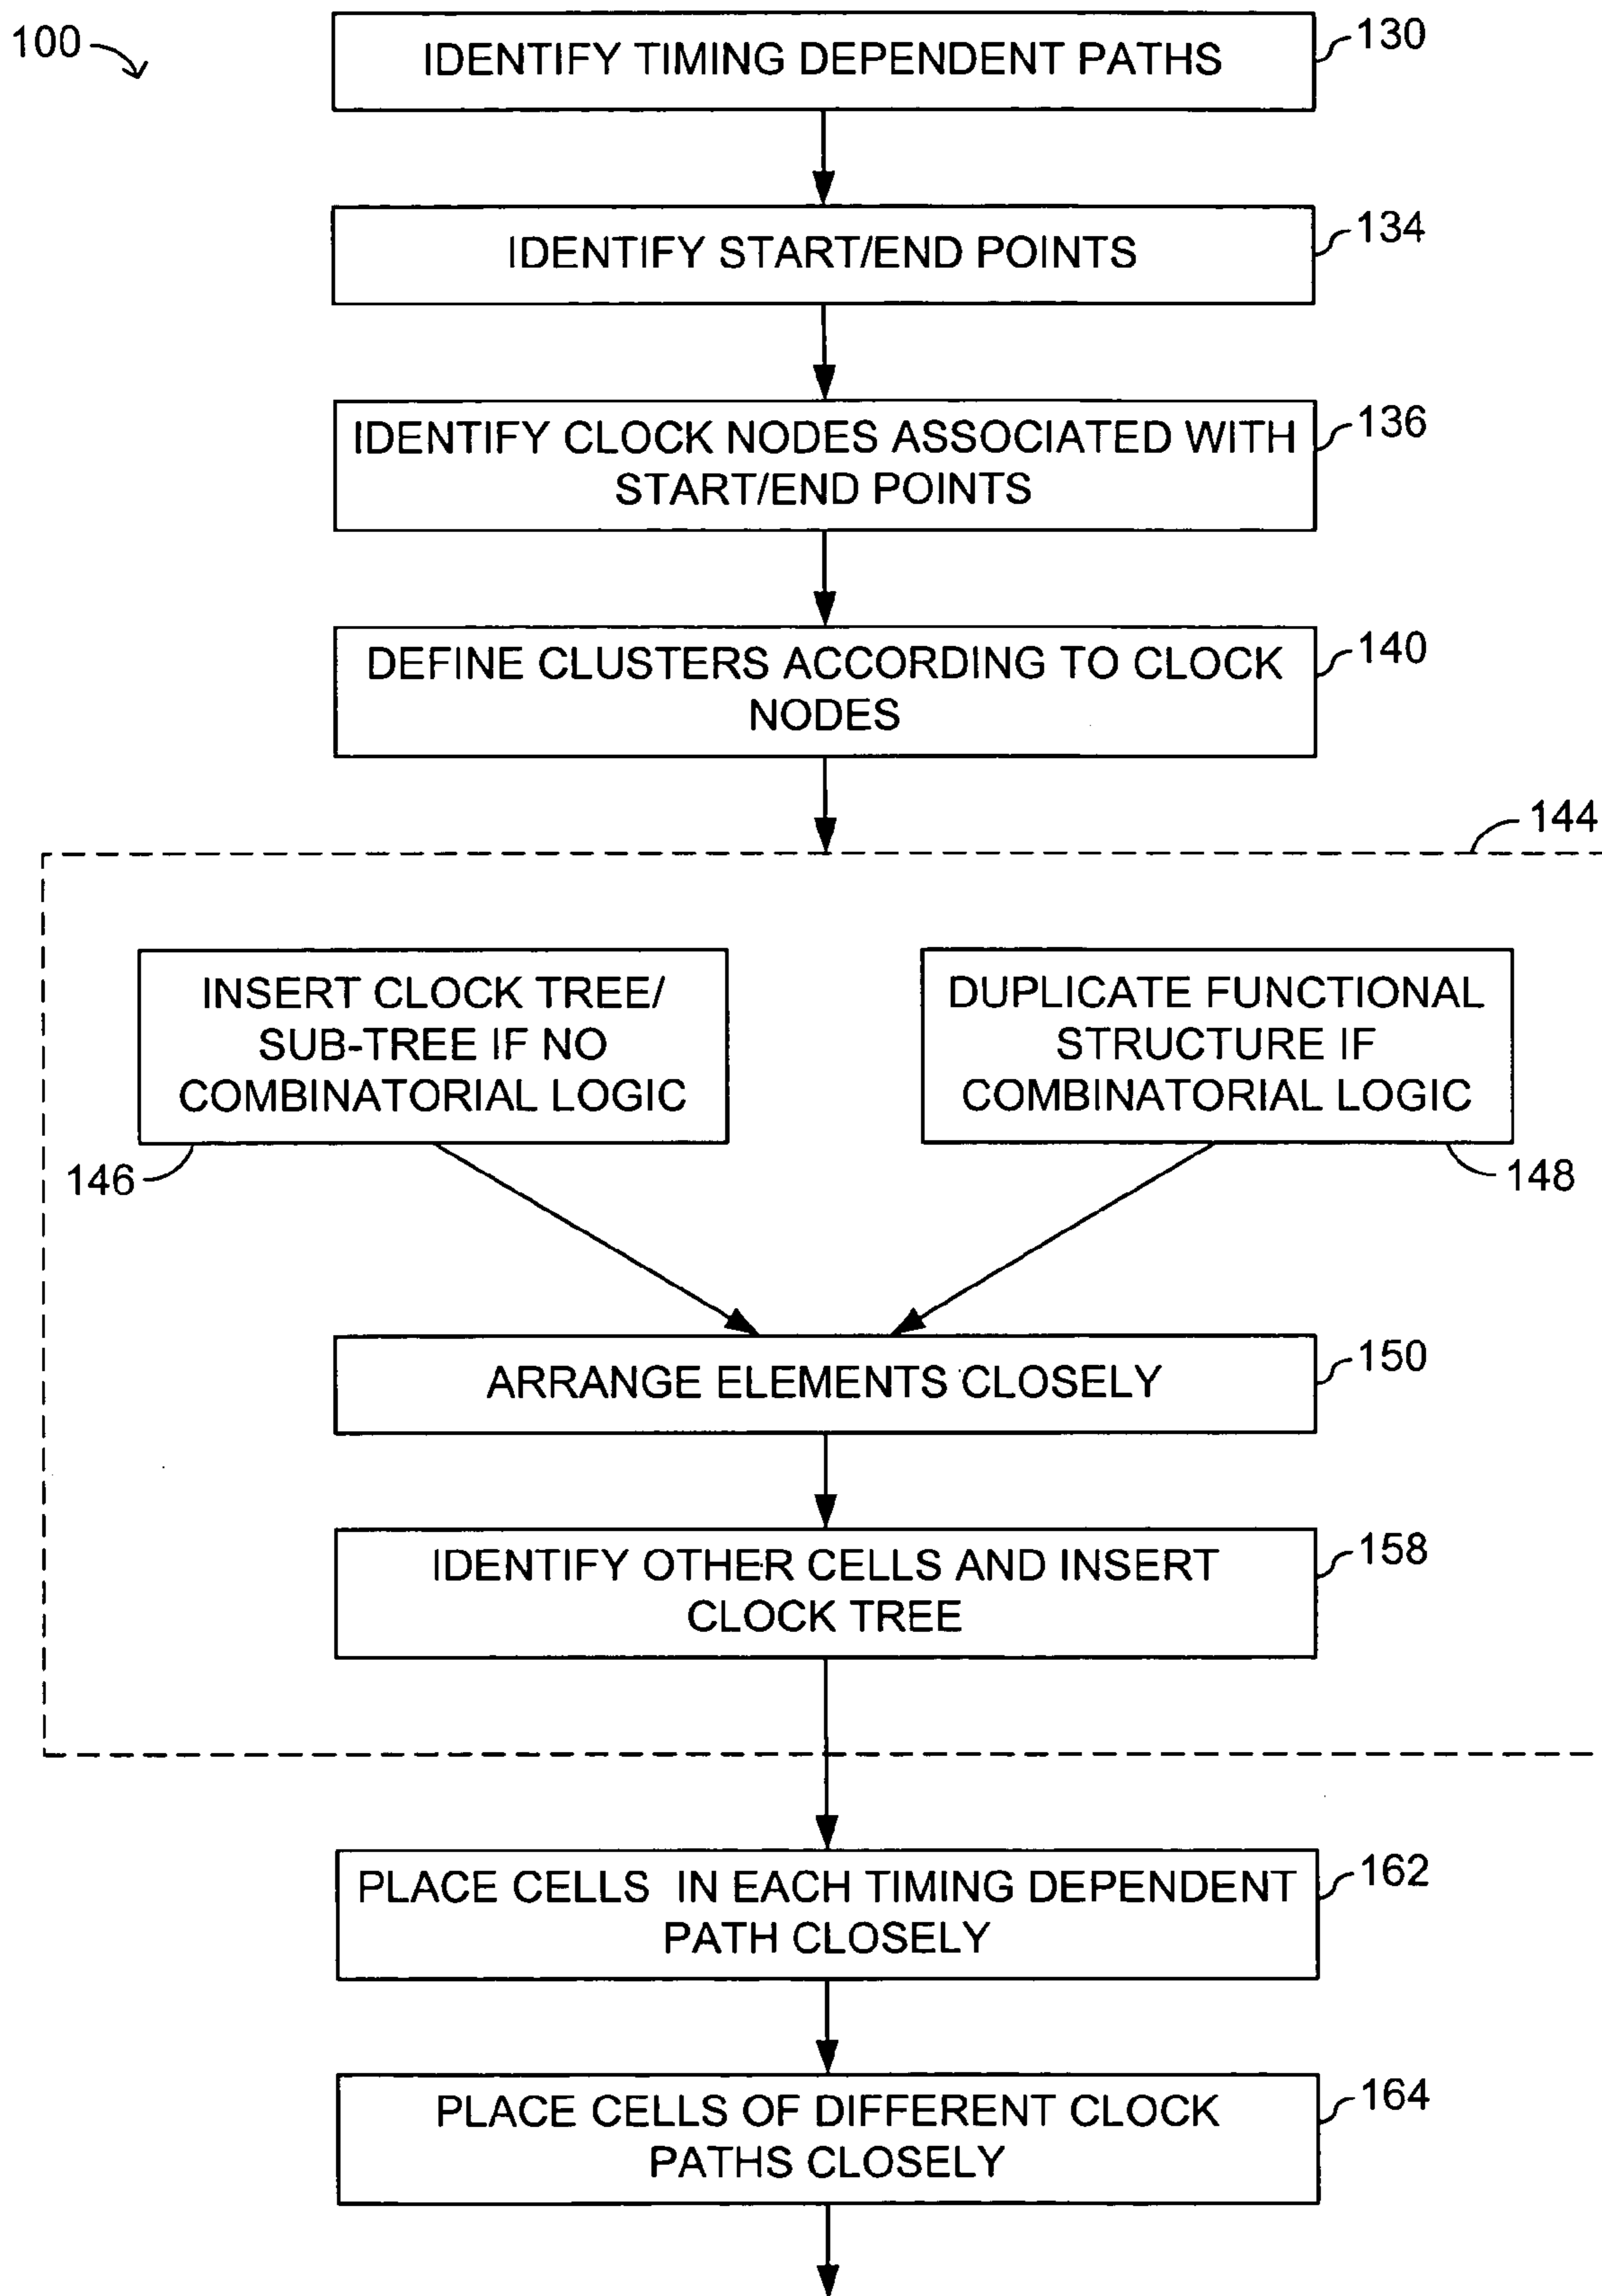 100
IDENTIFY TIMING DEPENDENT PATHS
130
IDENTIFY START/END POINTS
134
IDENTIFY CLOCK NODES ASSOCIATED WITH
START/END POINTS
136
DEFINE CLUSTERS ACCORDING TO CLOCK
NODES
140
144
INSERT CLOCK TREE/
SUB-TREE IF NO
COMBINATORIAL LOGIC
146
DUPLICATE FUNCTIONAL
STRUCTURE IF
COMBINATORIAL LOGIC
148
ARRANGE ELEMENTS CLOSELY
150
IDENTIFY OTHER CELLS AND INSERT
CLOCK TREE
158
PLACE CELLS IN EACH TIMING DEPENDENT
PATH CLOSELY
162
PLACE CELLS OF DIFFERENT CLOCK
PATHS CLOSELY
164